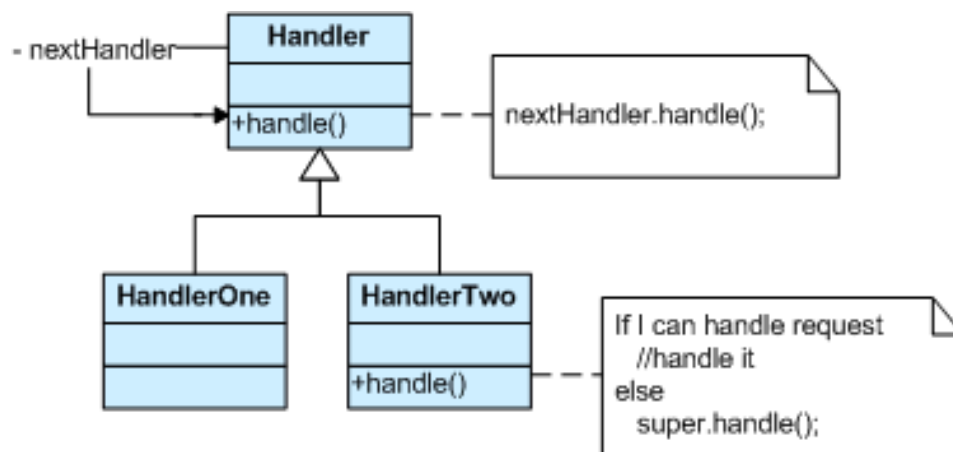 Handler
- nextHandler
+handle()
nextHandler.handle();
HandlerOne
HandlerTwo
+handle()
If I can handle request
//handle it
else
super.handle();